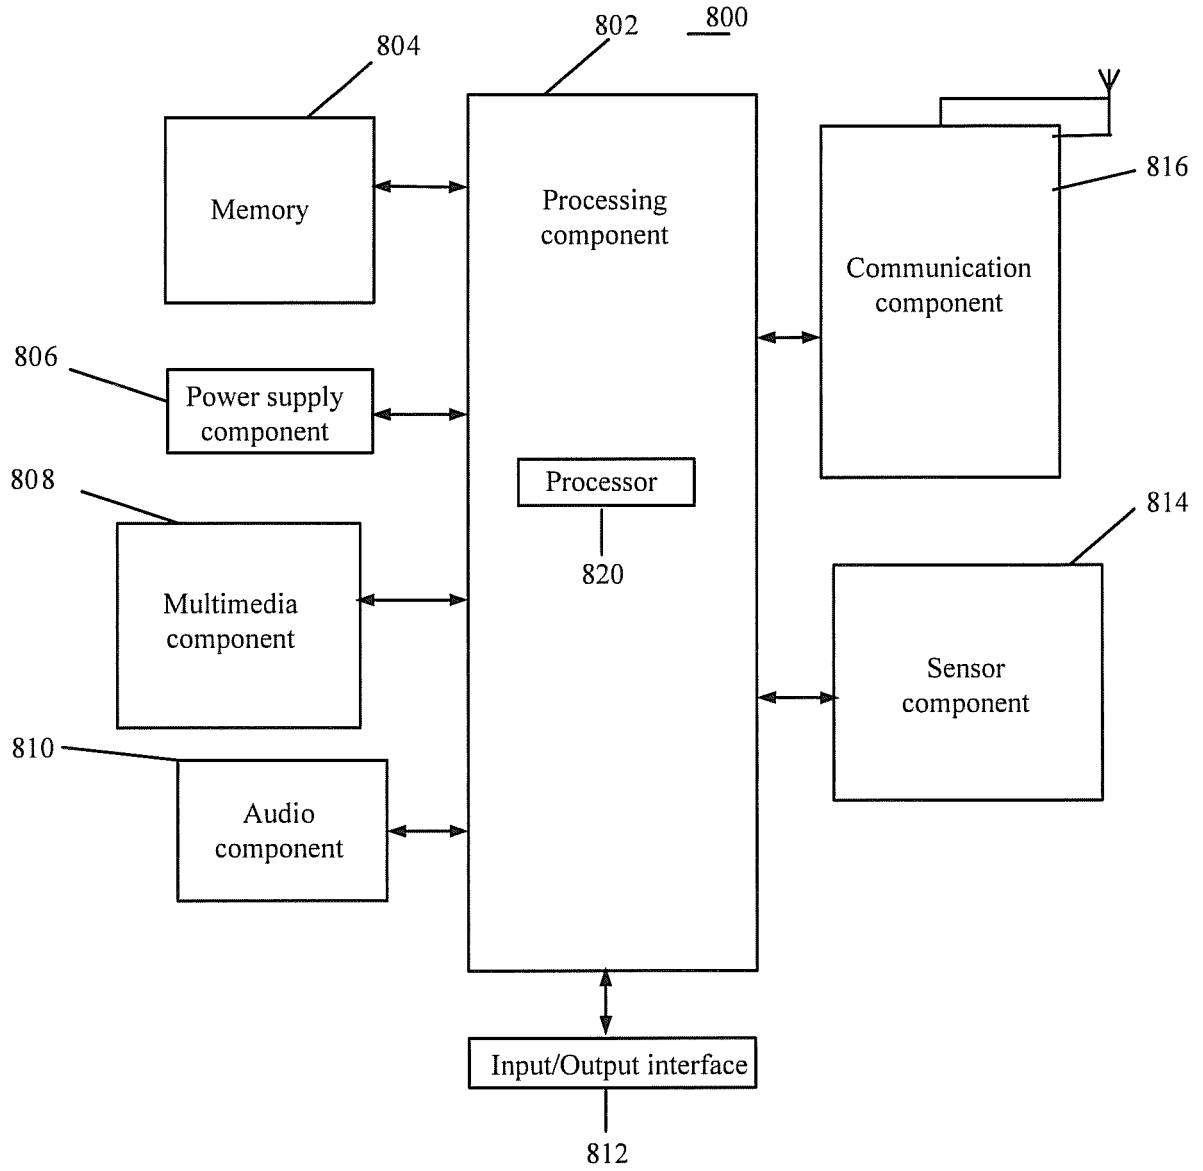 802
800
804
816
Memory
Processing
component
Communication
component
806
Power supply
component
808
Processor
820
814
Multimedia
component
Sensor
component
810
Audio
component
Input/Output interface
812